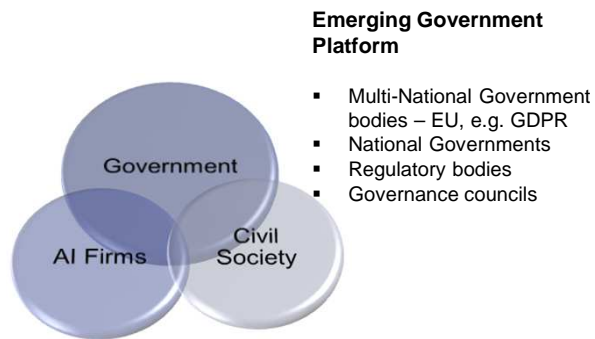 Emerging Government
Platform
▪ Multi-National Government
bodies – EU, e.g. GDPR
▪ National Governments
▪ Regulatory bodies
▪ Governance councils
Government
AI Firms
Civil
Society